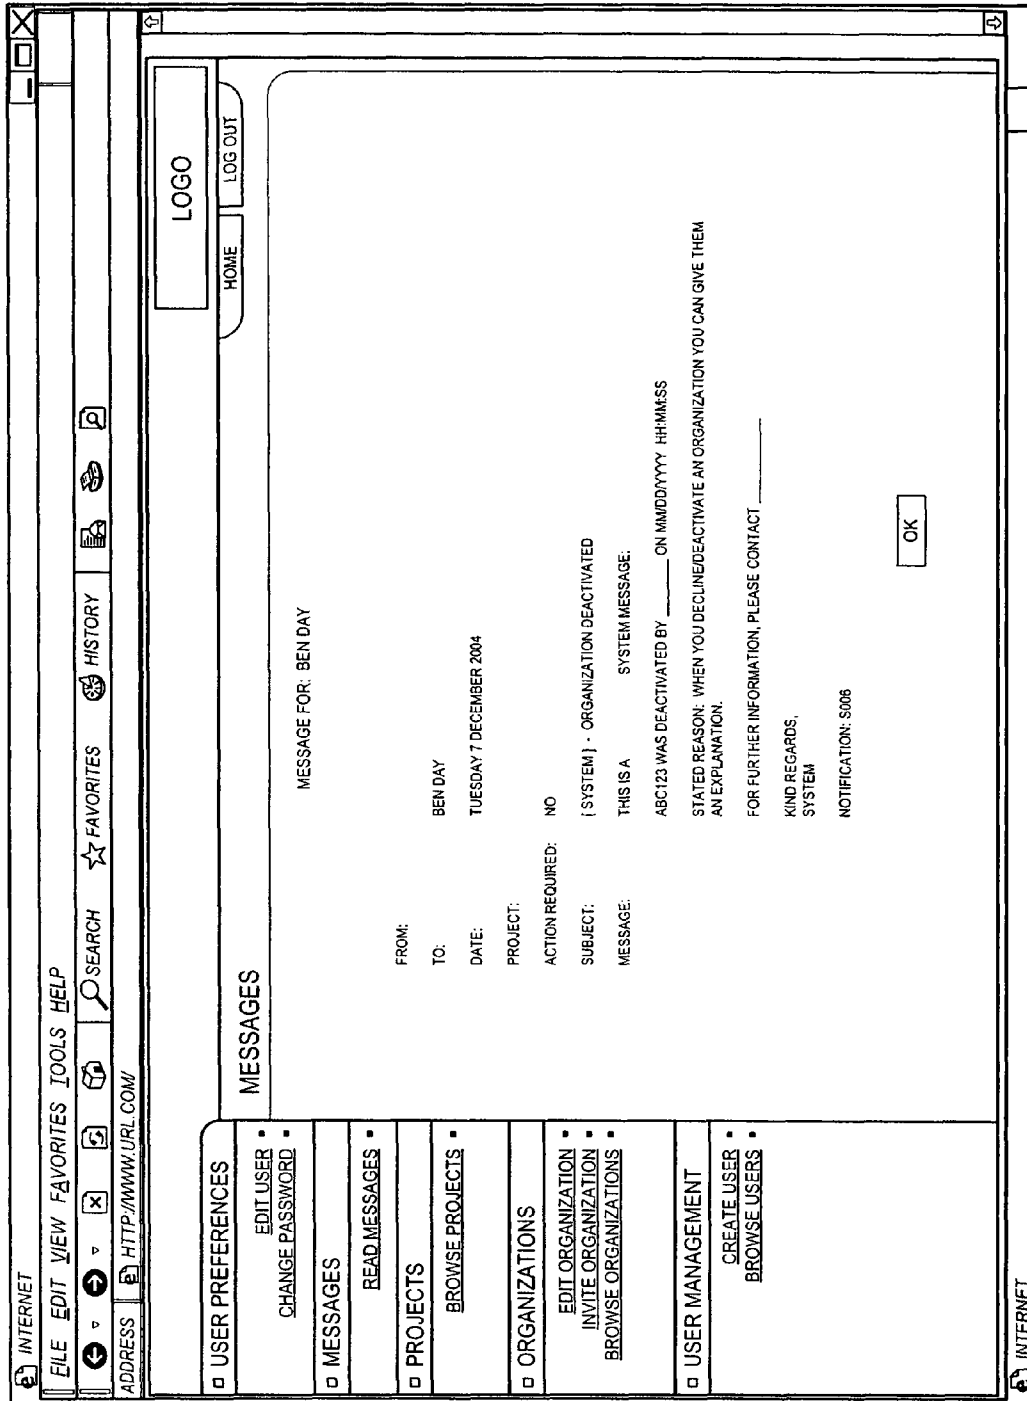 INTERNET
FILE EDIT VIEW FAVORITES TOOLS HELP
SEARCH FAVORITES HISTORY
ADDRESS HTTP://WWW.URL.COM/
LOGO
HOME LOG OUT
USER PREFERENCES
EDIT USER
CHANGE PASSWORD
MESSAGES
READ MESSAGES
PROJECTS
BROWSE PROJECTS
ORGANIZATIONS
EDIT ORGANIZATION
INVITE ORGANIZATION
BROWSE ORGANIZATIONS
USER MANAGEMENT
CREATE USER
BROWSE USERS
MESSAGES
MESSAGE FOR: BEN DAY
FROM:
TO: BEN DAY
DATE: TUESDAY 7 DECEMBER 2004
PROJECT:
ACTION REQUIRED: NO
SUBJECT: [SYSTEM] - ORGANIZATION DEACTIVATED
MESSAGE: THIS IS A SYSTEM MESSAGE:
ABC123 WAS DEACTIVATED BY ______ ON MM/DD/YYYY HH:MM:SS
STATED REASON: WHEN YOU DECLINE/DEACTIVATE AN ORGANIZATION YOU CAN GIVE THEM
AN EXPLANATION.
FOR FURTHER INFORMATION, PLEASE CONTACT ________
KIND REGARDS,
SYSTEM
NOTIFICATION: S006
OK
INTERNET